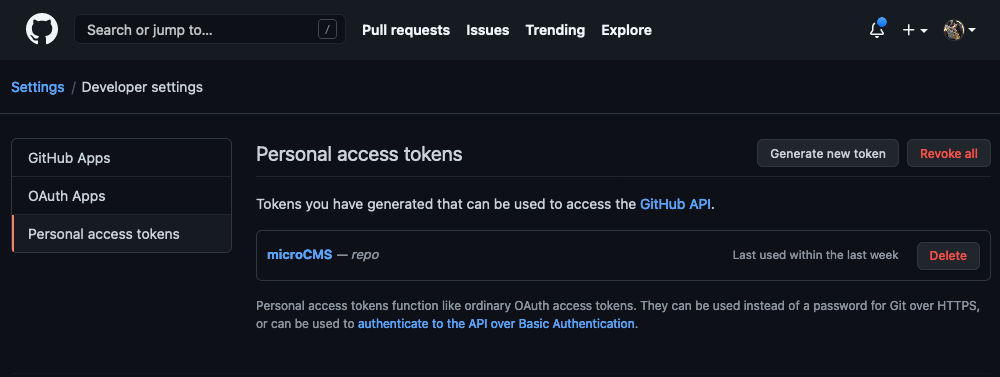 Search or jump to... /
Pull requests
Issues
Trending
Explore
Settings / Developer settings
GitHub Apps
OAuth Apps
Personal access tokens
Personal access tokens
Generate new token
Revoke all
Tokens you have generated that can be used to access the GitHub API.
microCMS — repo
Last used within the last week
Delete
Personal access tokens function like ordinary OAuth access tokens. They can be used instead of a password for Git over HTTPS,
or can be used to authenticate to the API over Basic Authentication.